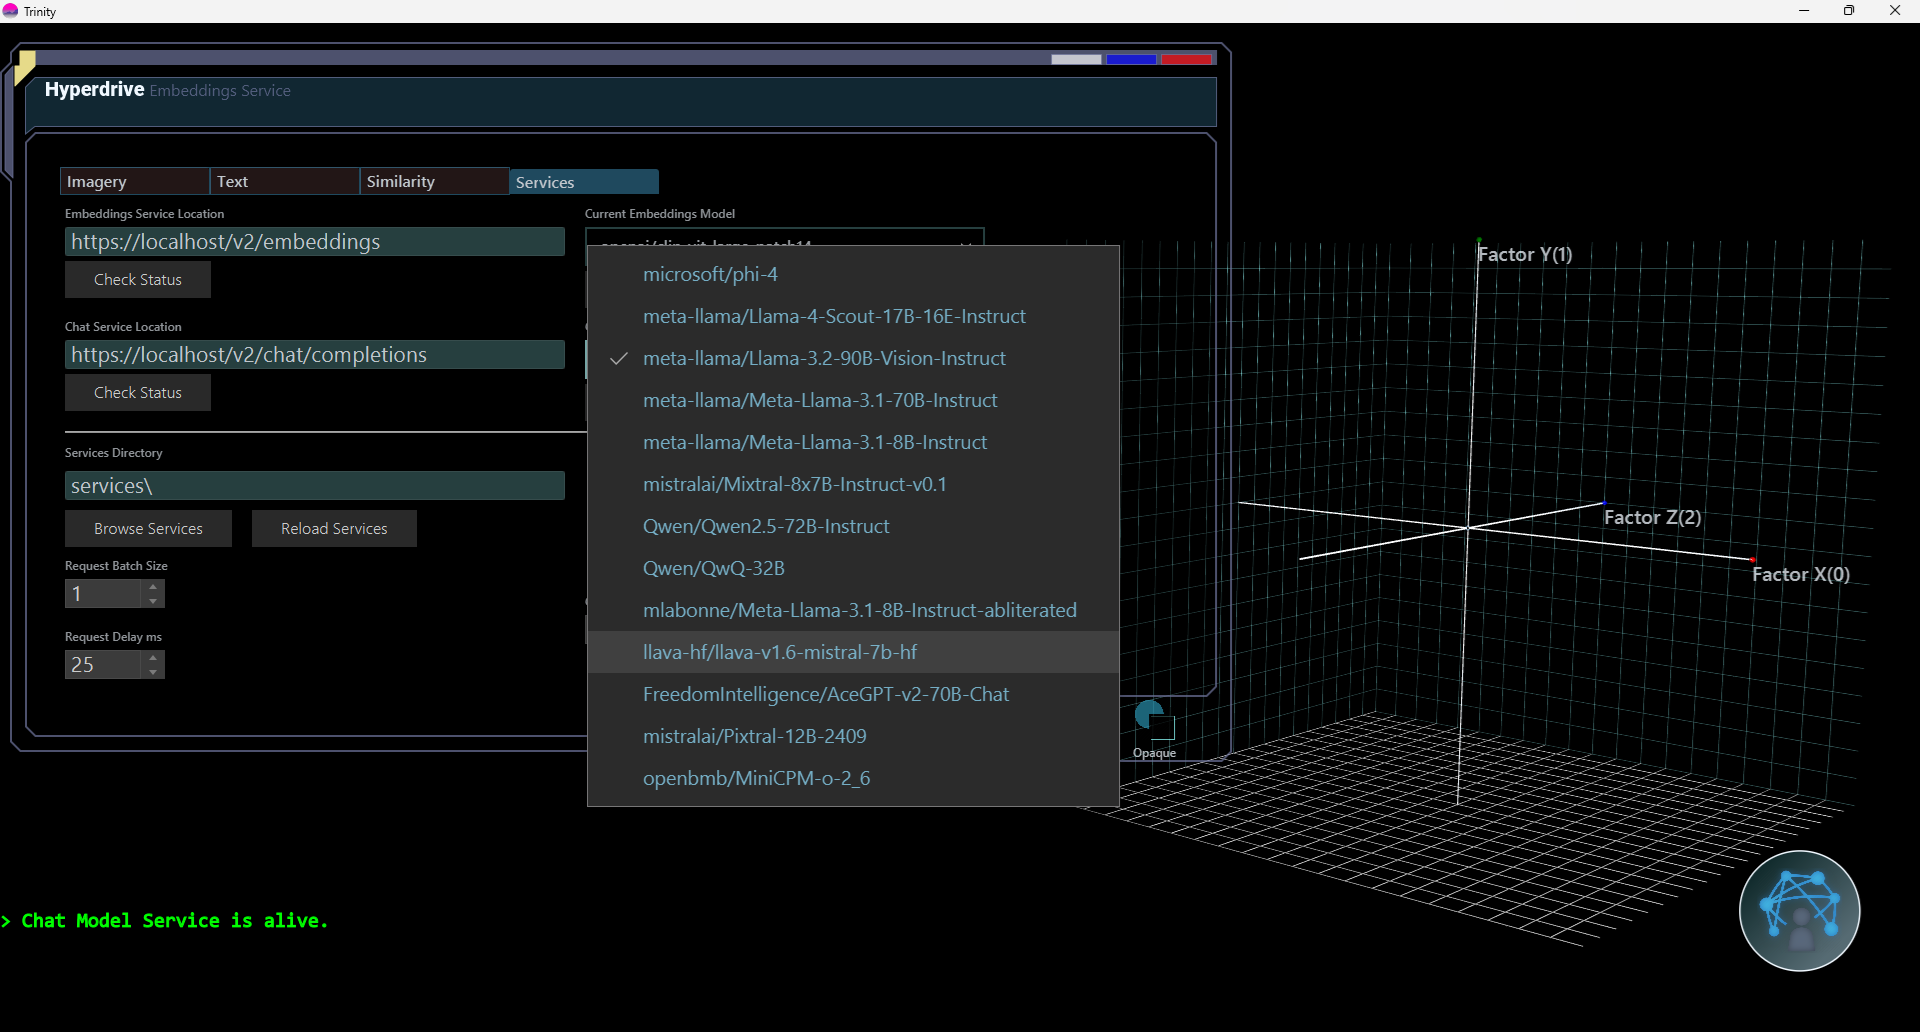 Trinity
Hyperdrive Embeddings Service
Imagery
Text
Similarity
Services
Embeddings Service Location
https://localhost/v2/embeddings
Check Status
Chat Service Location
https://localhost/v2/chat/completions
Check Status
Services Directory
services\
Browse Services
Reload Services
Request Batch Size
1
Request Delay ms
25
Current Embeddings Model
microsoft/phi-4
meta-llama/Llama-4-Scout-17B-16E-Instruct
meta-llama/Llama-3.2-90B-Vision-Instruct
meta-llama/Meta-Llama-3.1-70B-Instruct
meta-llama/Meta-Llama-3.1-8B-Instruct
mistralai/Mixtral-8x7B-Instruct-v0.1
Qwen/Qwen2.5-72B-Instruct
Qwen/QwQ-32B
mlabonne/Meta-Llama-3.1-8B-Instruct-abliterated
llava-hf/llava-v1.6-mistral-7b-hf
FreedomIntelligence/AceGPT-v2-70B-Chat
mistralai/Pixtral-12B-2409
openbmb/MiniCPM-o-2_6
Opaque
Factor Y(1)
Factor Z(2)
Factor X(0)
> Chat Model Service is alive.